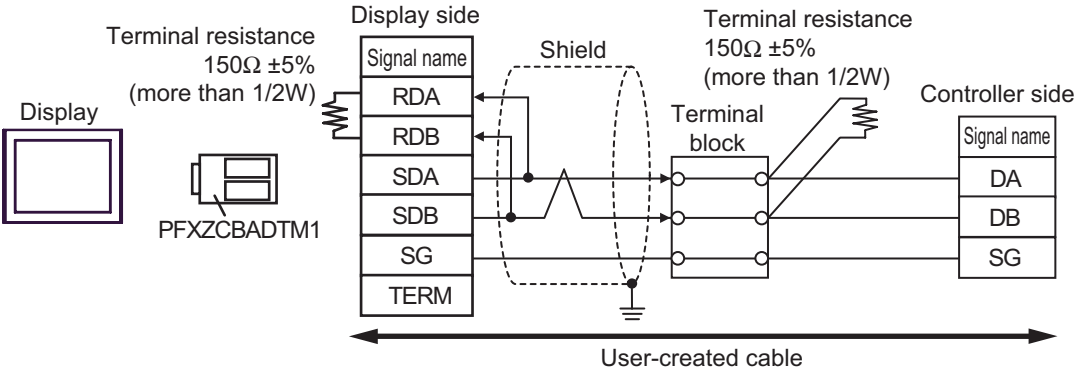 Display side
Terminal resistance
150Ω ±5%
(more than 1/2W)
Terminal resistance
150Ω ±5%
(more than 1/2W)
Shield
Display
PFXZCBADTM1
Signal name
RDA
RDB
SDA
SDB
SG
TERM
Terminal
block
Controller side
Signal name
DA
DB
SG
User-created cable